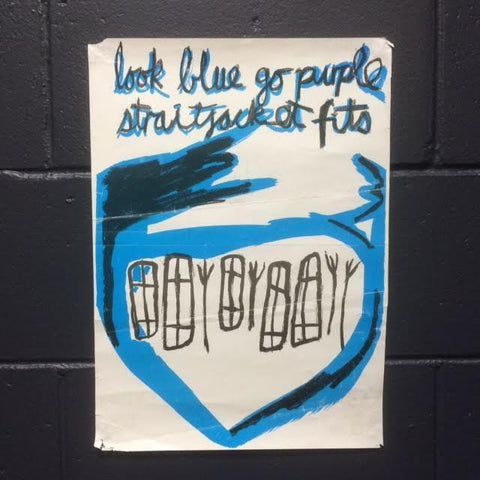 look blue go purple
straitjacket fits